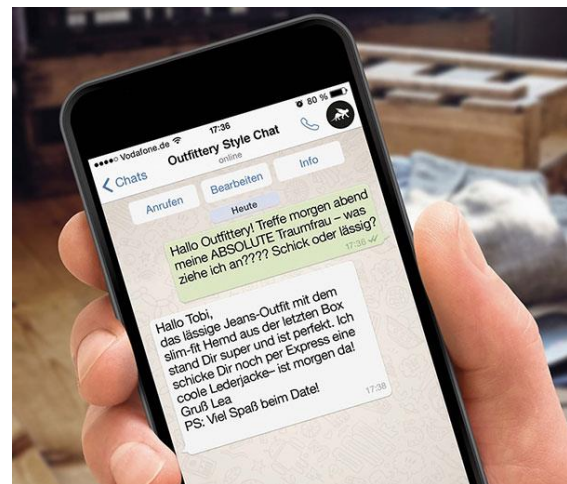 ●●●●○ Vodafone.de 17:36 80 %
Chats Outfittery Style Chat
online
Anrufen Bearbeiten Info
Heute
Hallo Outfittery! Treffe morgen abend
meine ABSOLUTE Traumfrau – was
ziehe ich an???? Schick oder lässig?
17:38
Hallo Tobi,
das lässige Jeans-Outfit mit dem
slim-fit Hemd aus der letzten Box
stand Dir super und ist perfekt. Ich
schicke Dir noch per Express eine
coole Lederjacke– ist morgen da!
Gruß Lea
PS: Viel Spaß beim Date!
17:38